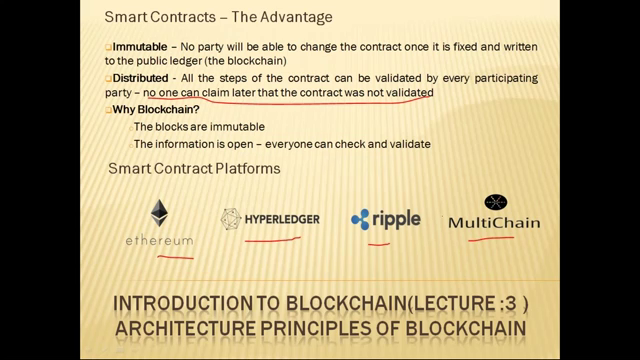 Smart Contracts – The Advantage
Immutable – No party will be able to change the contract once it is fixed and written
to the public ledger (the blockchain)
Distributed - All the steps of the contract can be validated by every participating
party – no one can claim later that the contract was not validated
Why Blockchain?
The blocks are immutable
The information is open – everyone can check and validate
Smart Contract Platforms
ethereum
HYPERLEDGER
ripple
MultiChain
INTRODUCTION TO BLOCKCHAIN(LECTURE :3 )
ARCHITECTURE PRINCIPLES OF BLOCKCHAIN